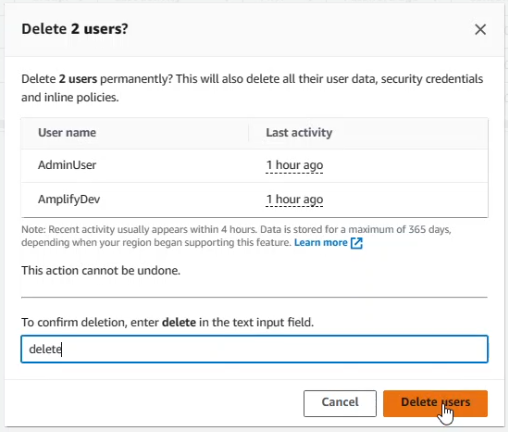 Delete 2 users?
Delete 2 users permanently? This will also delete all their user data, security credentials
and inline policies.
User name Last activity
AdminUser 1 hour ago
AmplifyDev 1 hour ago
Note: Recent activity usually appears within 4 hours. Data is stored for a maximum of 365 days,
depending when your region began supporting this feature. Learn more
This action cannot be undone.
To confirm deletion, enter delete in the text input field.
delete
Cancel Delete users